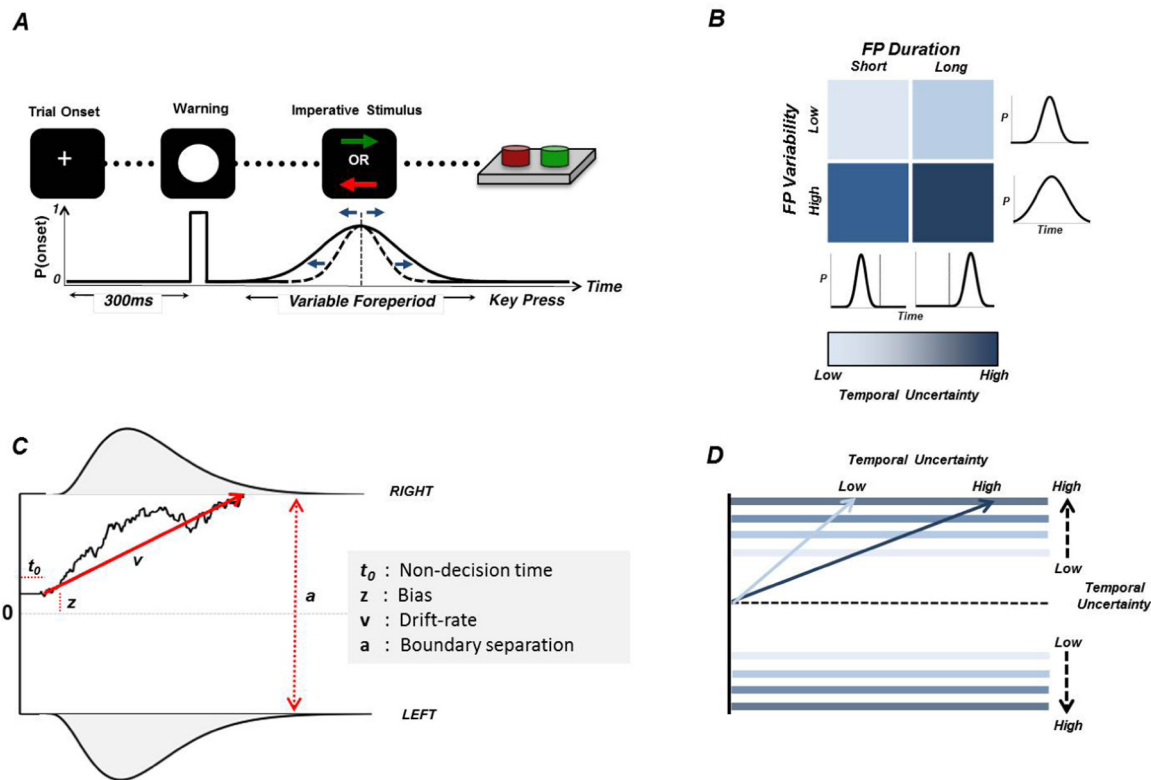 A
Trial Onset
Warning
Imperative Stimulus
OR
P(onset)
1
0
300ms
Variable Foreperiod
Key Press
Time
B
FP Duration
Short Long
FP Variability
Low
High
P
P
Time
P
Time
Low
High
Temporal Uncertainty
C
RIGHT
t0
v
z
0
a
t0 : Non-decision time
z : Bias
v : Drift-rate
a : Boundary separation
LEFT
D
Temporal Uncertainty
Low
High
High
Low
Temporal
Uncertainty
Low
High